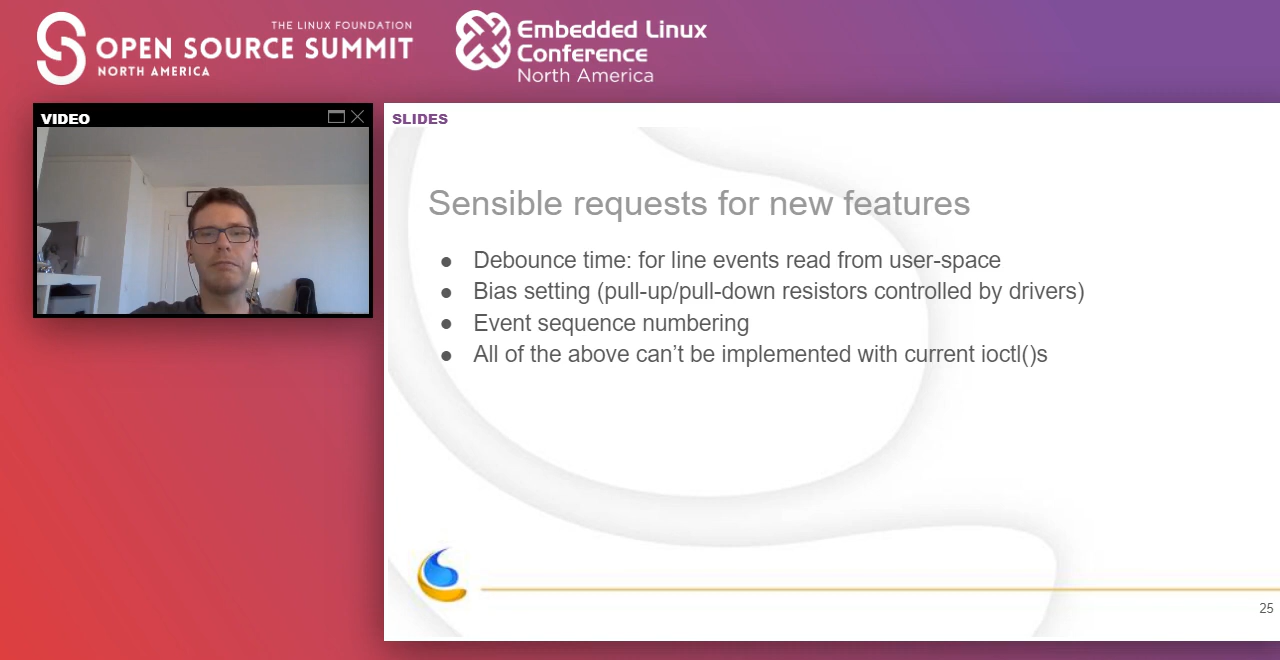 THE LINUX FOUNDATION
OPEN SOURCE SUMMIT
NORTH AMERICA
Embedded Linux
Conference
North America
VIDEO
SLIDES
Sensible requests for new features
● Debounce time: for line events read from user-space
● Bias setting (pull-up/pull-down resistors controlled by drivers)
● Event sequence numbering
● All of the above can’t be implemented with current ioctl()s
25